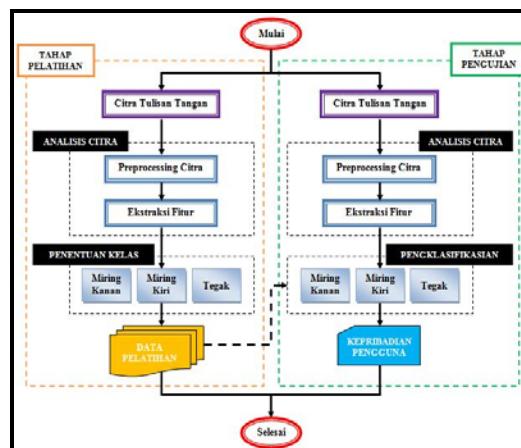 Mulai
TAHAP
PELATIHAN
TAHAP
PENGUJIAN
Citra Tulisan Tangan
Citra Tulisan Tangan
ANALISIS CITRA
ANALISIS CITRA
Preprocessing Citra
Preprocessing Citra
Ekstraksi Fitur
Ekstraksi Fitur
PENENTUAN KELAS
PENGKLASIFIKASIAN
Miring
Kanan
Miring
Kiri
Tegak
Miring
Kanan
Miring
Kiri
Tegak
DATA
PELATIHAN
KEPRIBADIAN
PENGGUNA
Selesai